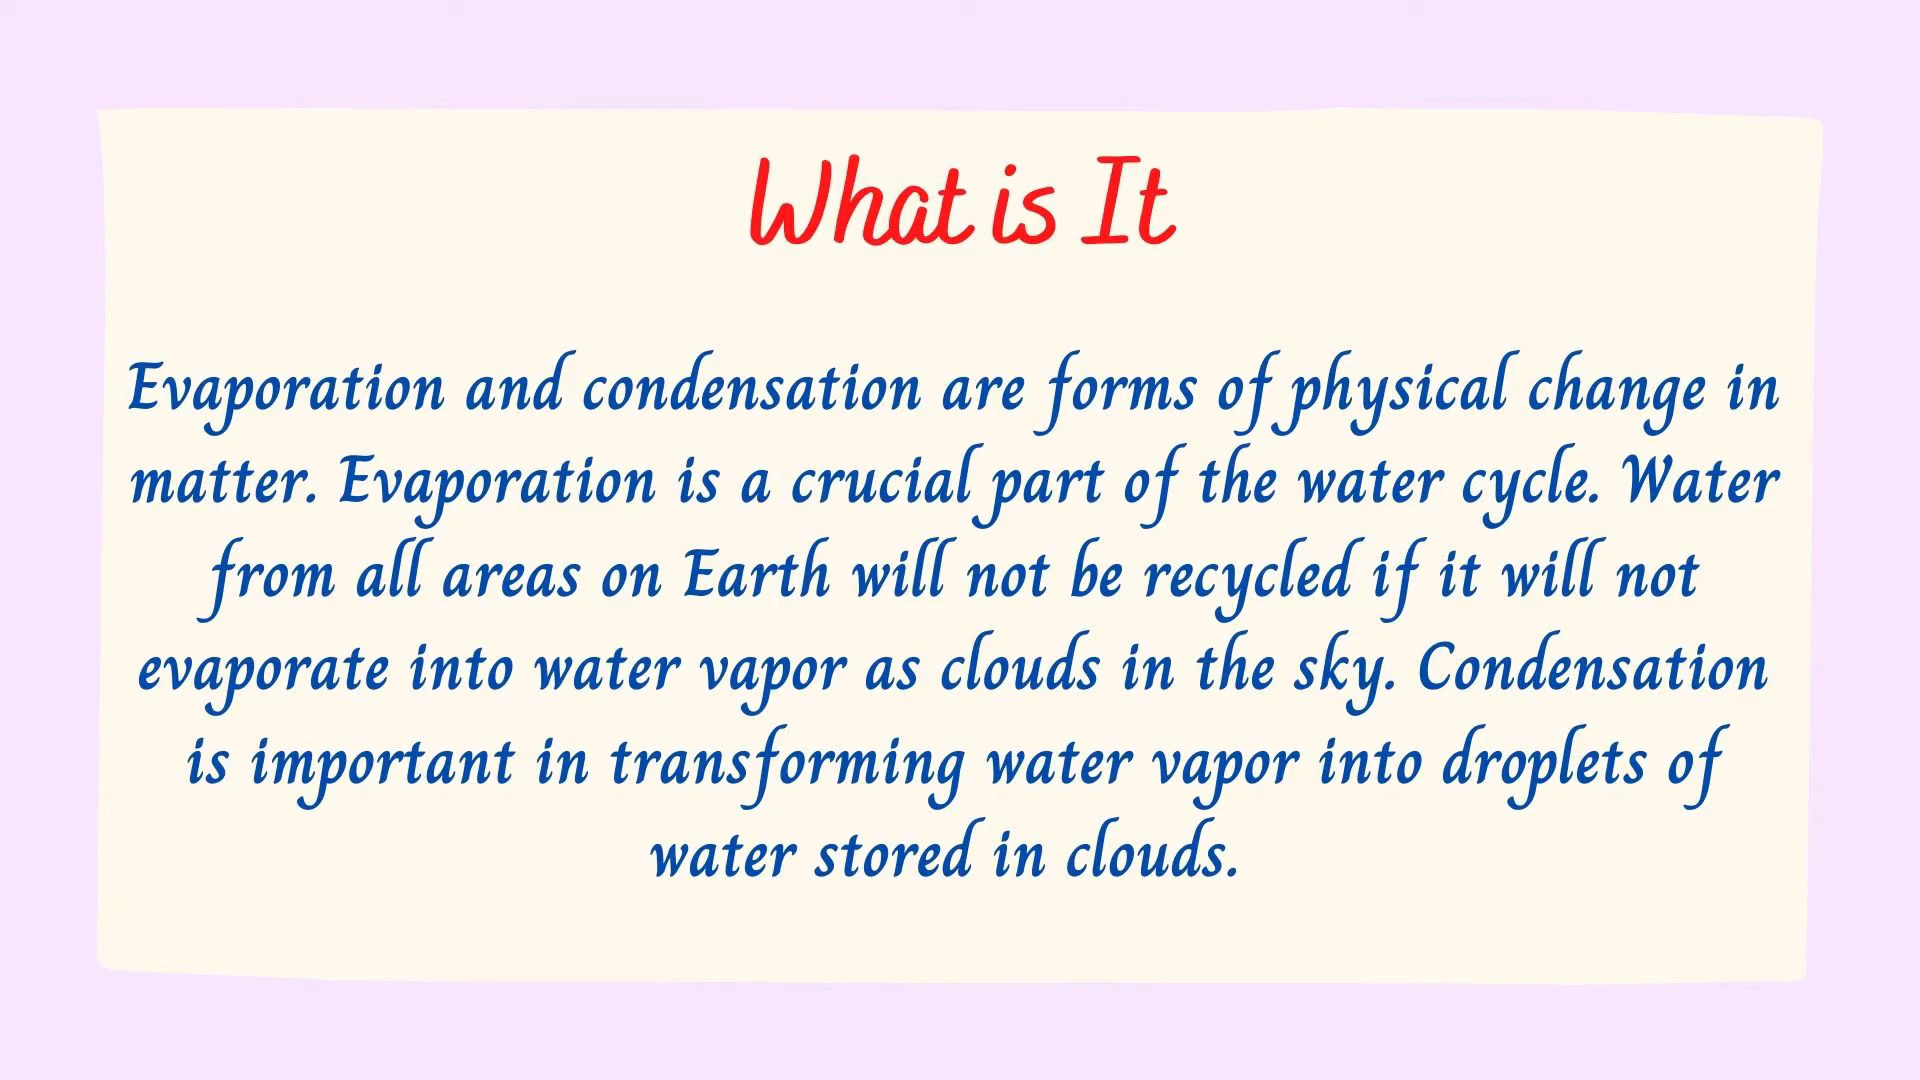 What is It
Evaporation and condensation are forms of physical change in
matter. Evaporation is a crucial part of the water cycle. Water
from all areas on Earth will not be recycled if it will not
evaporate into water vapor as clouds in the sky. Condensation
is important in transforming water vapor into droplets of
water stored in clouds.